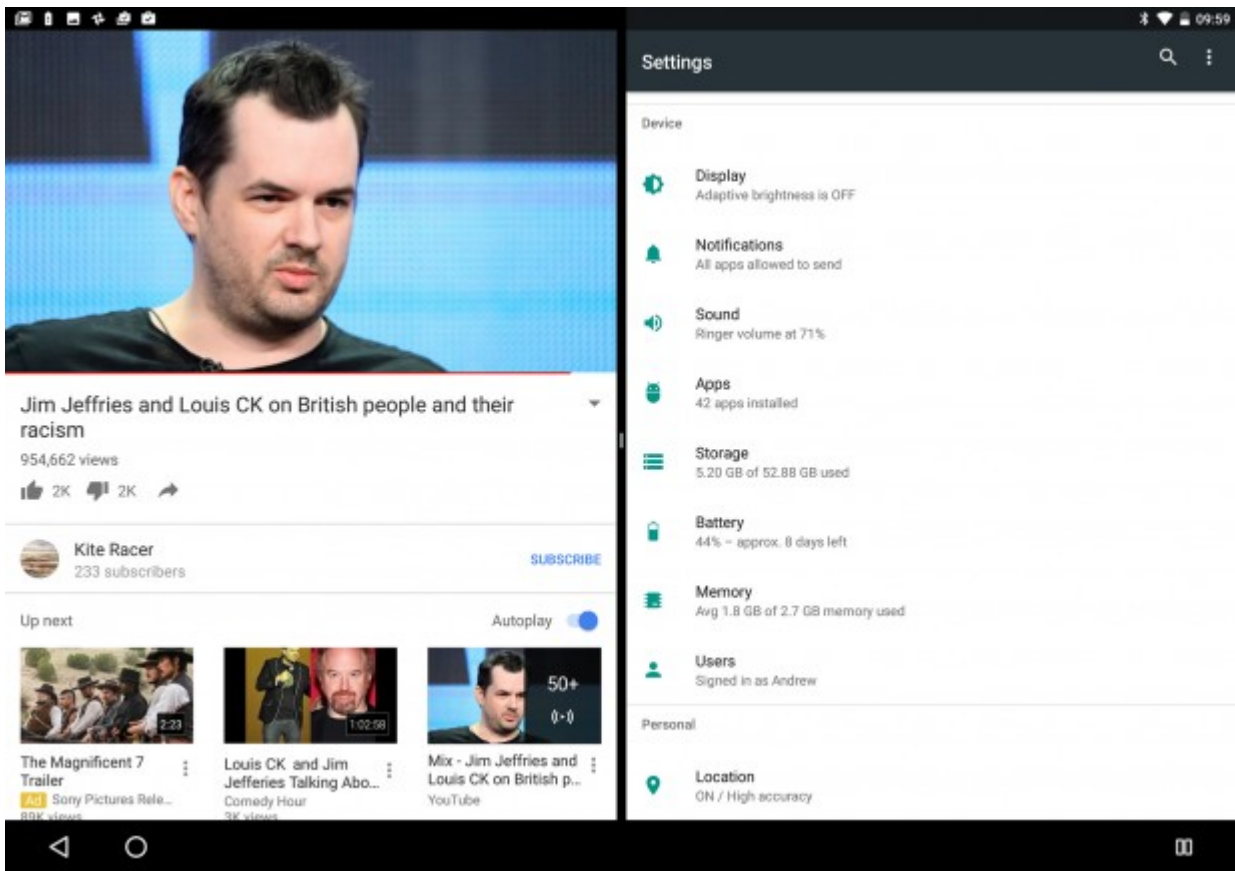 09:59
Jim Jeffries and Louis CK on British people and their
racism
954,662 views
2K 2K
Kite Racer
233 subscribers
SUBSCRIBE
Up next
Autoplay
2:23
The Magnificent 7
Trailer
Ad Sony Pictures Rele...
89K views
1:02:58
Louis CK and Jim
Jefferies Talking Abo...
Comedy Hour
3K views
50+
Mix - Jim Jeffries and
Louis CK on British p...
YouTube
Settings
Device
Display
Adaptive brightness is OFF
Notifications
All apps allowed to send
Sound
Ringer volume at 71%
Apps
42 apps installed
Storage
5.20 GB of 52.88 GB used
Battery
44% – approx. 8 days left
Memory
Avg 1.8 GB of 2.7 GB memory used
Users
Signed in as Andrew
Personal
Location
ON / High accuracy